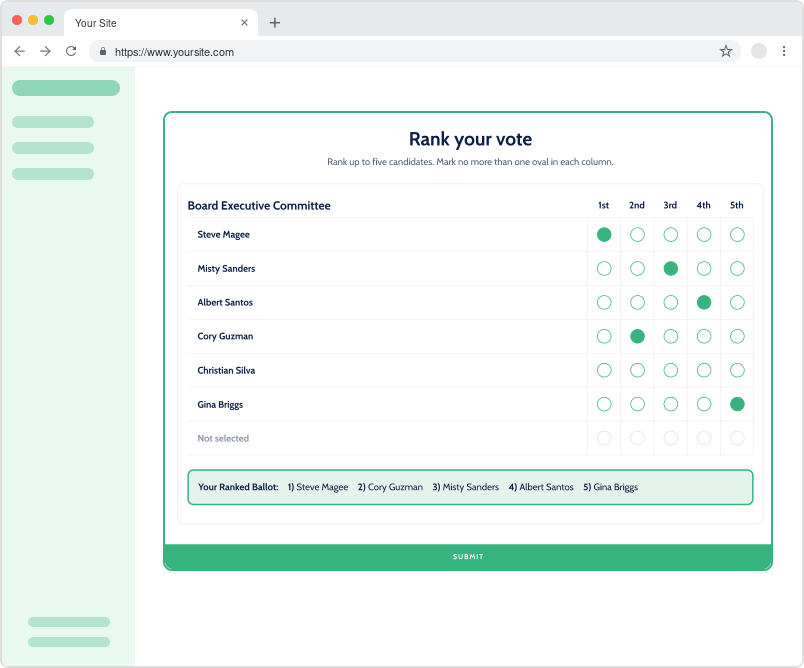 Your Site
https://www.yoursite.com
Rank your vote
Rank up to five candidates. Mark no more than one oval in each column.
Board Executive Committee 1st 2nd 3rd 4th 5th
Steve Magee
Misty Sanders
Albert Santos
Cory Guzman
Christian Silva
Gina Briggs
Not selected
Your Ranked Ballot: 1) Steve Magee 2) Cory Guzman 3) Misty Sanders 4) Albert Santos 5) Gina Briggs
SUBMIT